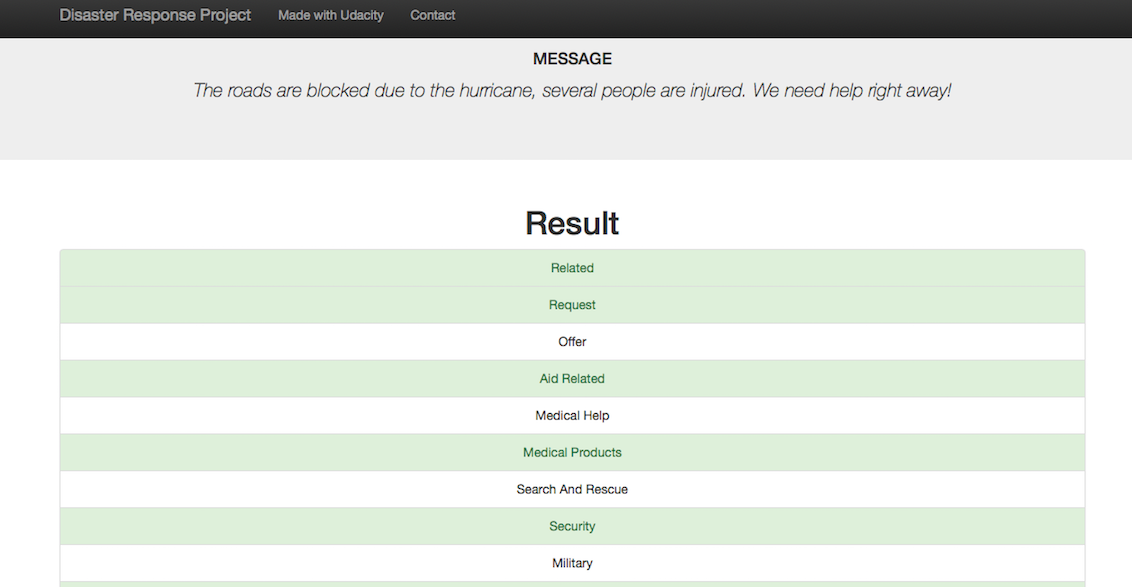 Disaster Response Project Made with Udacity Contact
MESSAGE
The roads are blocked due to the hurricane, several people are injured. We need help right away!
Result
Related
Request
Offer
Aid Related
Medical Help
Medical Products
Search And Rescue
Security
Military